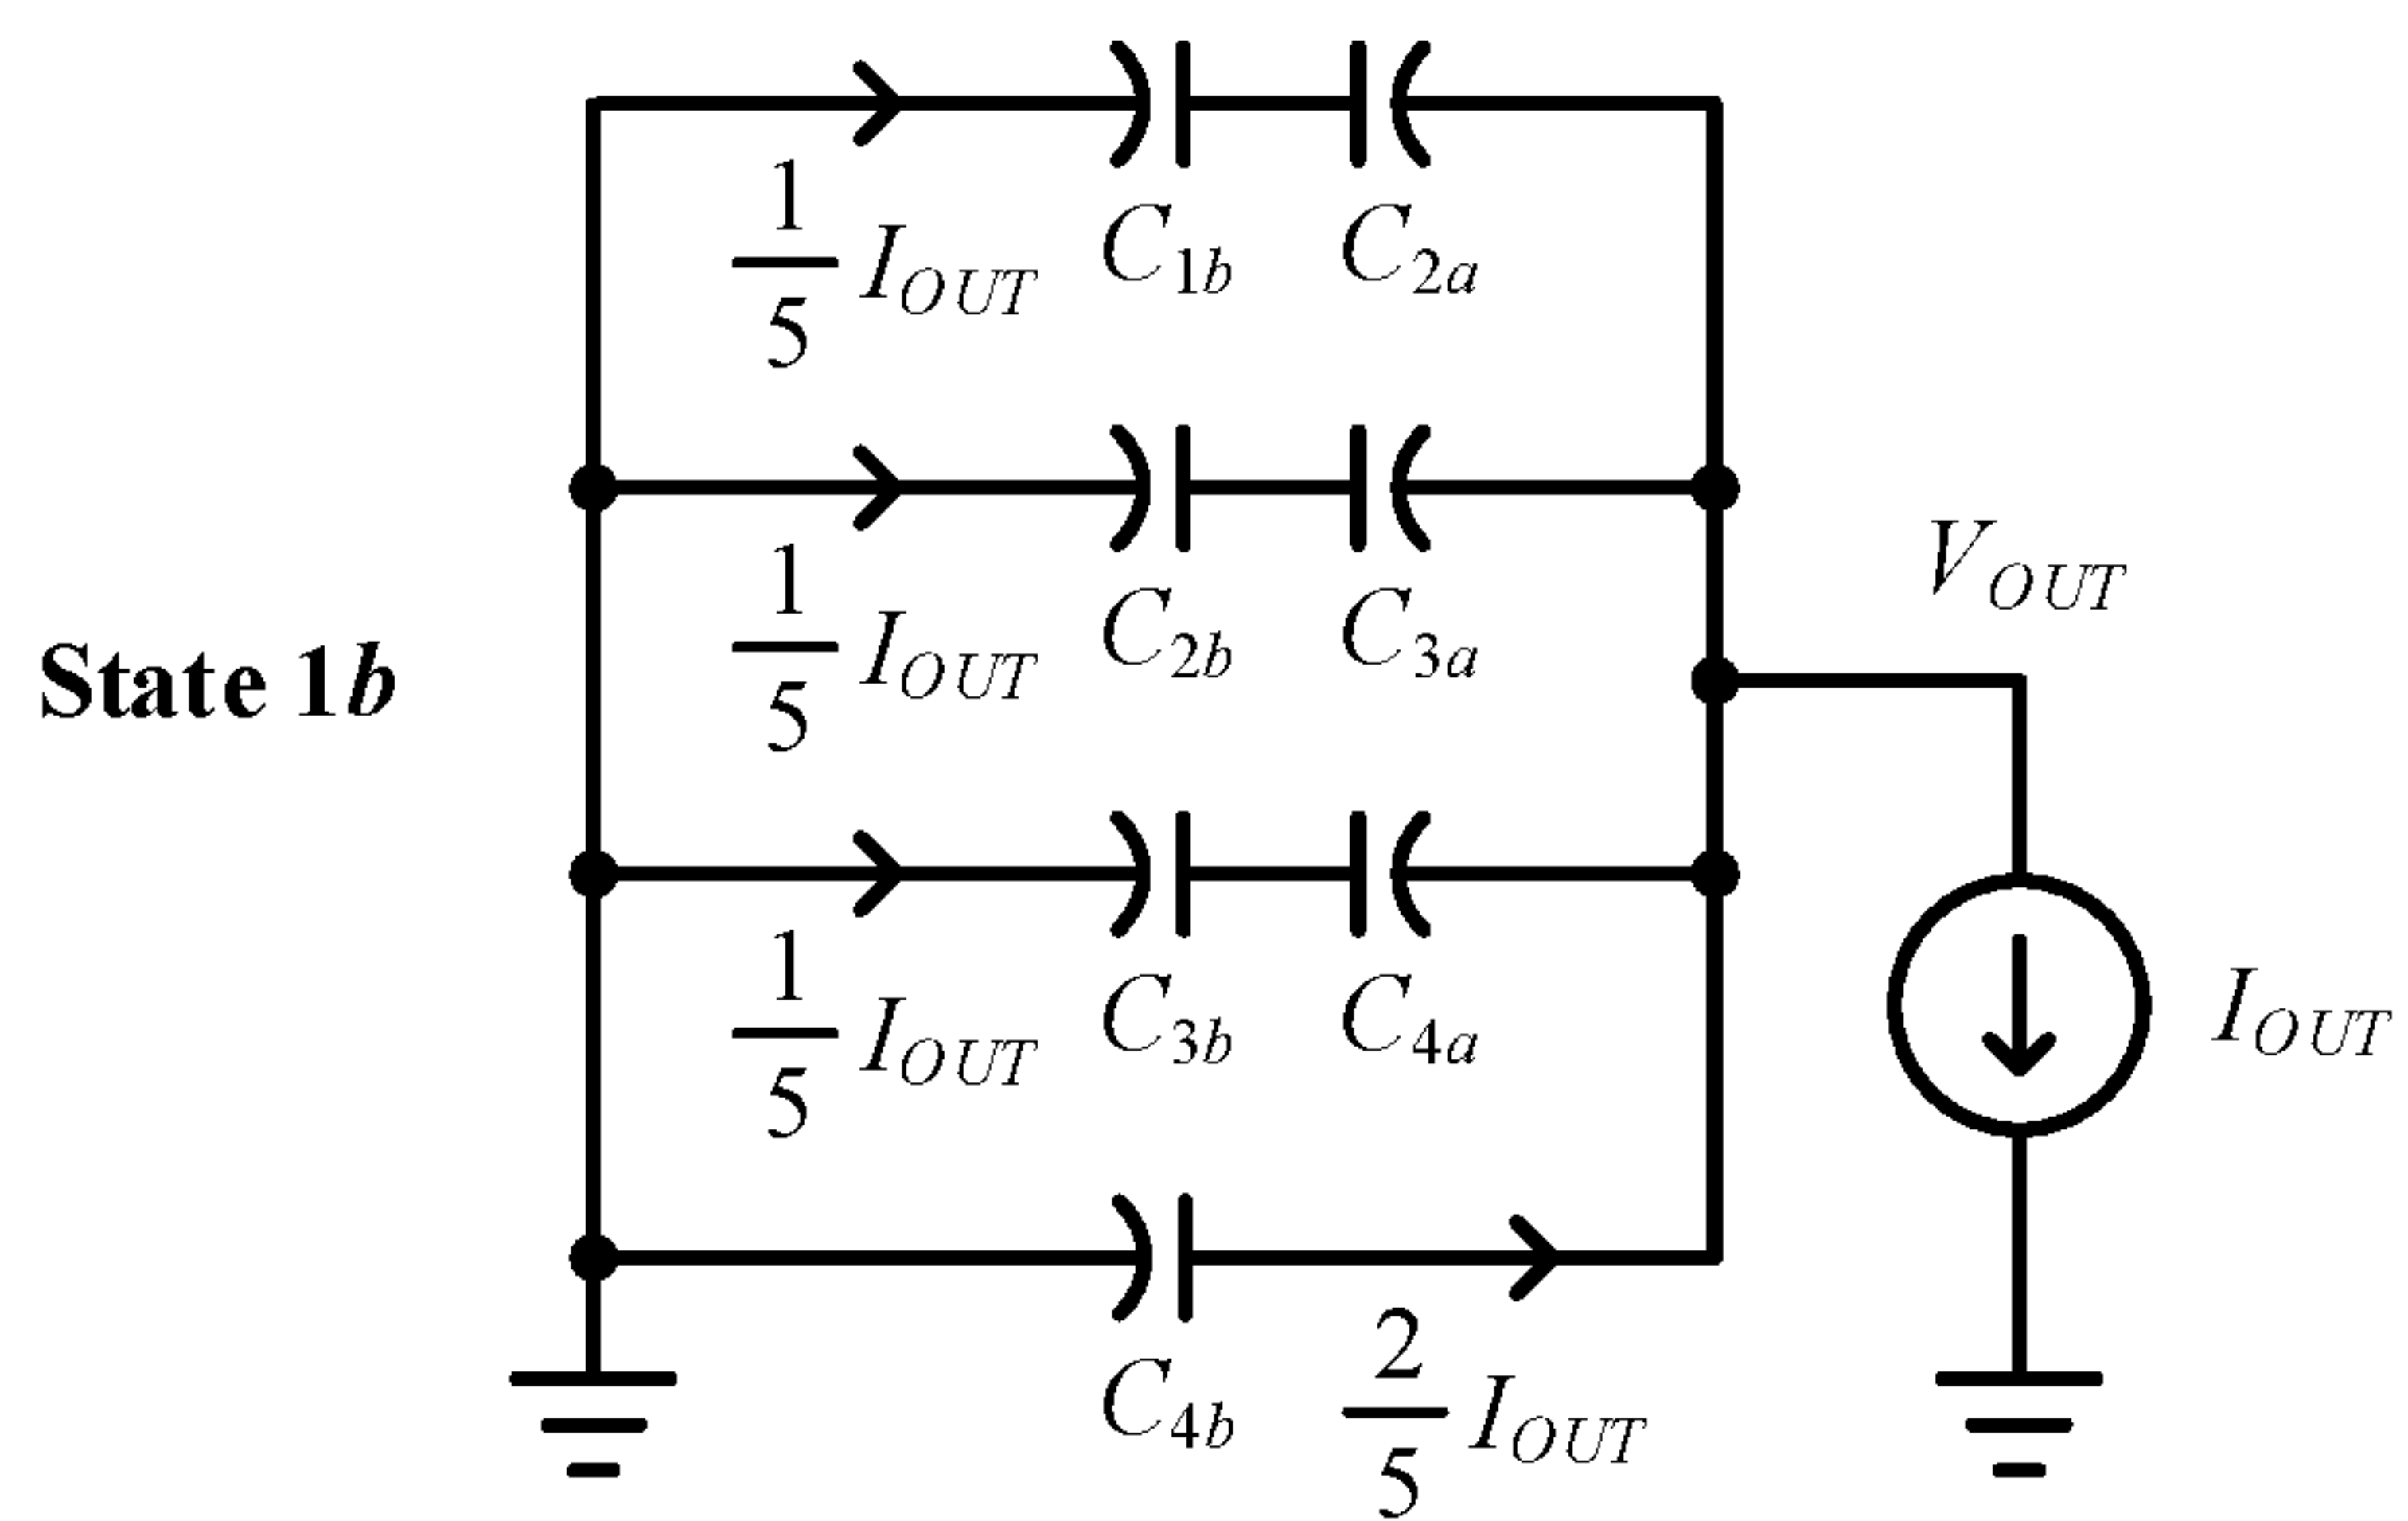 1/5 I_OUT C_1b C_2a
1/5 I_OUT C_2b C_3a
V_OUT
State 1b
1/5 I_OUT C_3b C_4a
I_OUT
C_4b 2/5 I_OUT